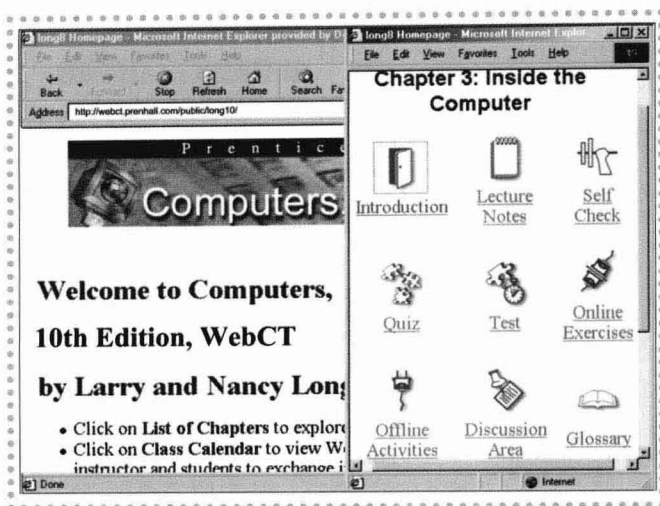 long8 Homepage - Microsoft Internet Explorer provided by D
File Edit View Favorites Tools Help
Back Forward Stop Refresh Home Search Fav
Address http://webct.prenhall.com/public/long10/
Prentice
Computers
Welcome to Computers,
10th Edition, WebCT
by Larry and Nancy Long
• Click on List of Chapters to explore
• Click on Class Calendar to view W
instructor and students to exchange i
Done
long8 Homepage - Microsoft Internet Explor
File Edit View Favorites Tools Help
Chapter 3: Inside the
Computer
Introduction
Lecture
Notes
Self
Check
Quiz
Test
Online
Exercises
Offline
Activities
Discussion
Area
Glossary
Internet